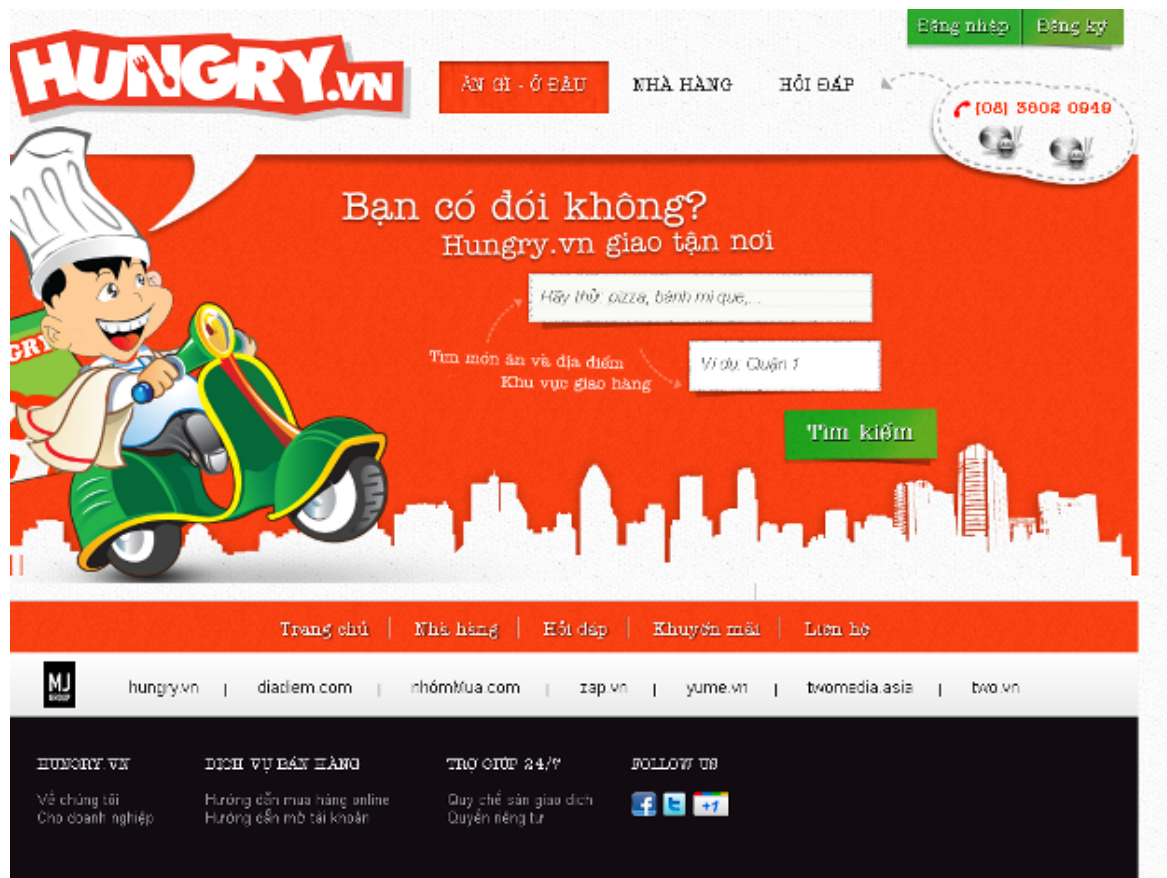 Đăng nhập Đăng ký
HUNGRY.VN
ĂN GÌ - Ở ĐÂU NHÀ HÀNG HỎI ĐÁP
(08) 3602 0949
Bạn có đói không?
Hungry.vn giao tận nơi
Hãy thử: pizza, bánh mì que,...
Tìm món ăn và địa điểm
Ví dụ: Quận 1
Khu vực giao hàng
Tìm kiếm
GRY
Trang chủ | Nhà hàng | Hỏi đáp | Khuyến mãi | Liên hệ
MJ GROUP
hungry.vn | diadiem.com | nhómMua.com | zap.vn | yume.vn | twomedia.asia | two.vn
HUNGRY.VN DỊCH VỤ BÁN HÀNG TRỢ GIÚP 24/7 FOLLOW US
Về chúng tôi Hướng dẫn mua hàng online Quy chế sàn giao dịch
Cho doanh nghiệp Hướng dẫn mở tài khoản Quyền riêng tư
+1